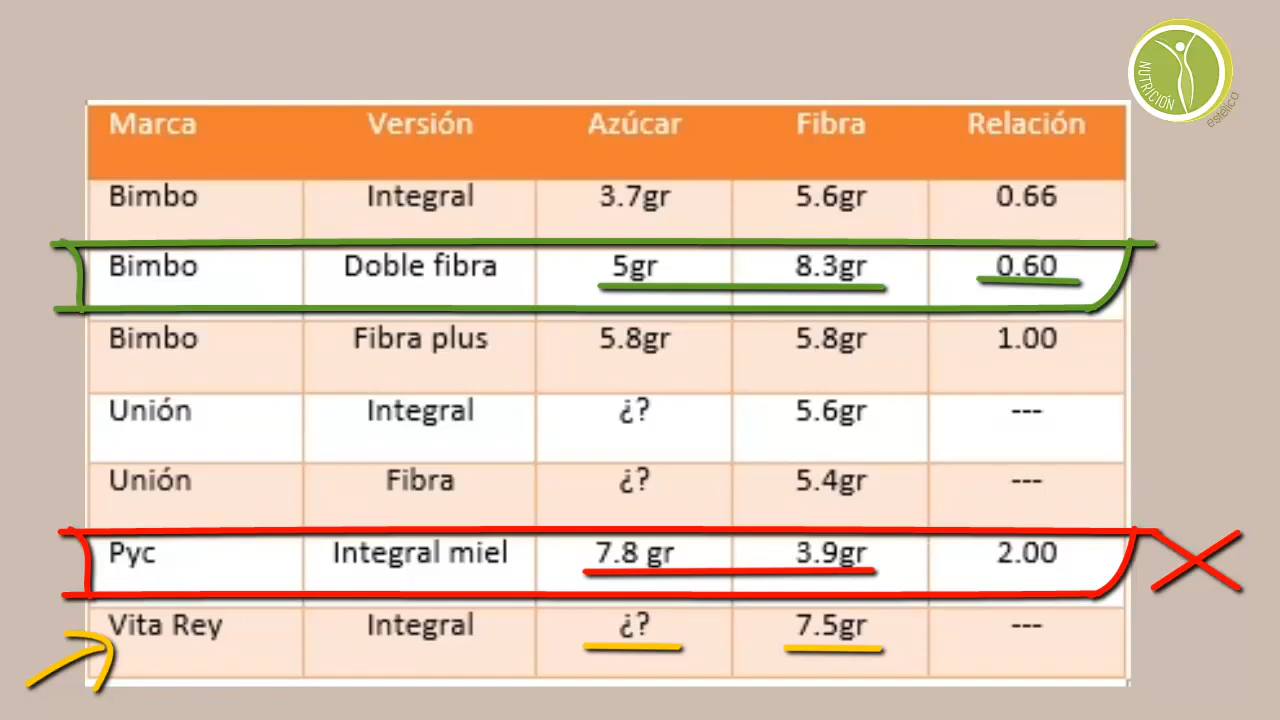 NUTRICIÓN
estético
Marca Versión Azúcar Fibra Relación
Bimbo Integral 3.7gr 5.6gr 0.66
Bimbo Doble fibra 5gr 8.3gr 0.60
Bimbo Fibra plus 5.8gr 5.8gr 1.00
Unión Integral ¿? 5.6gr ---
Unión Fibra ¿? 5.4gr ---
Pyc Integral miel 7.8 gr 3.9gr 2.00
Vita Rey Integral ¿? 7.5gr ---